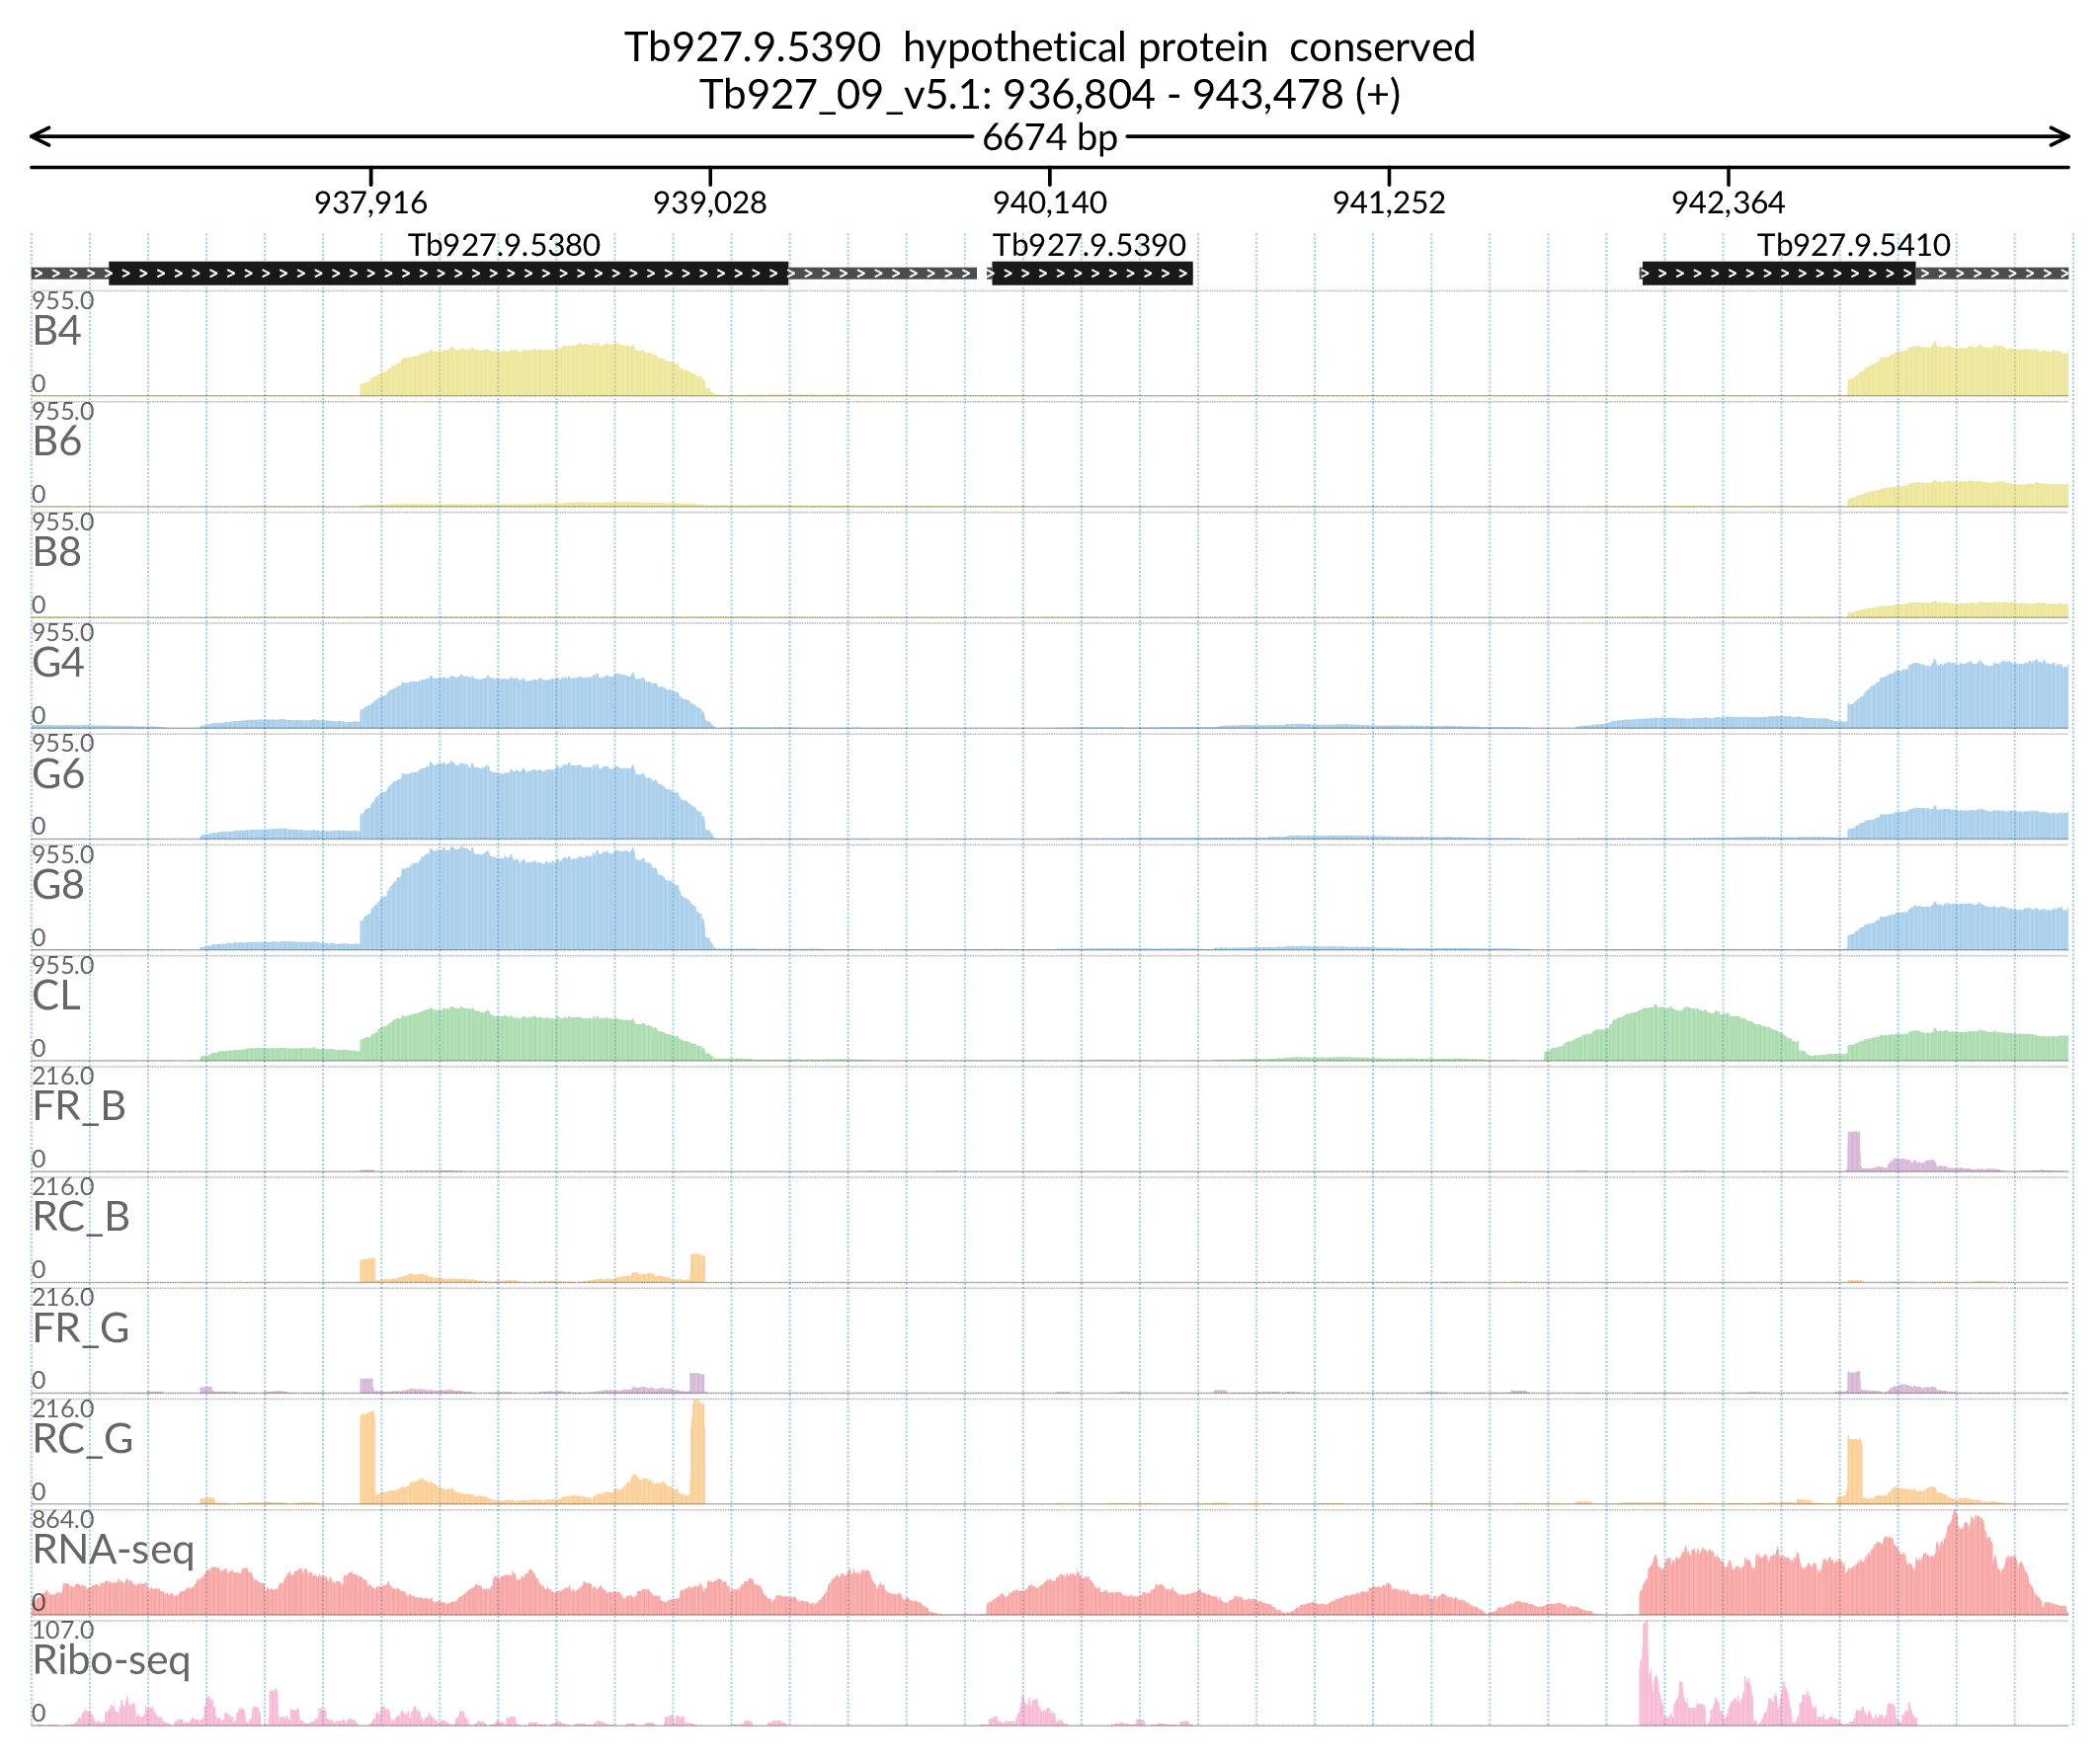 Tb927.9.5390 hypothetical protein conserved
Tb927_09_v5.1: 936,804 - 943,478 (+)
6674 bp
937,916 939,028 940,140 941,252 942,364
Tb927.9.5380 Tb927.9.5390 Tb927.9.5410
955.0
B4
0
955.0
B6
0
955.0
B8
0
955.0
G4
0
955.0
G6
0
955.0
G8
0
955.0
CL
0
216.0
FR_B
0
216.0
RC_B
0
216.0
FR_G
0
216.0
RC_G
0
864.0
RNA-seq
0
107.0
Ribo-seq
0